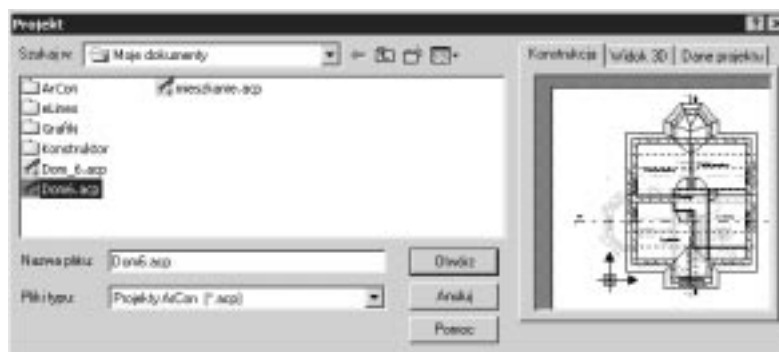 Projekt
Szukaj w: Moje dokumenty
Konstrukcja Widok 3D Dane projektu
ArCon mieszkanie.acp
eLines
Grafiki
Konstruktor
Dom_6.acp
Dom6.acp
Nazwa pliku: Dom6.acp Otwórz
Pliki typu: Projekty ArCon (*.acp) Anuluj
Pomoc